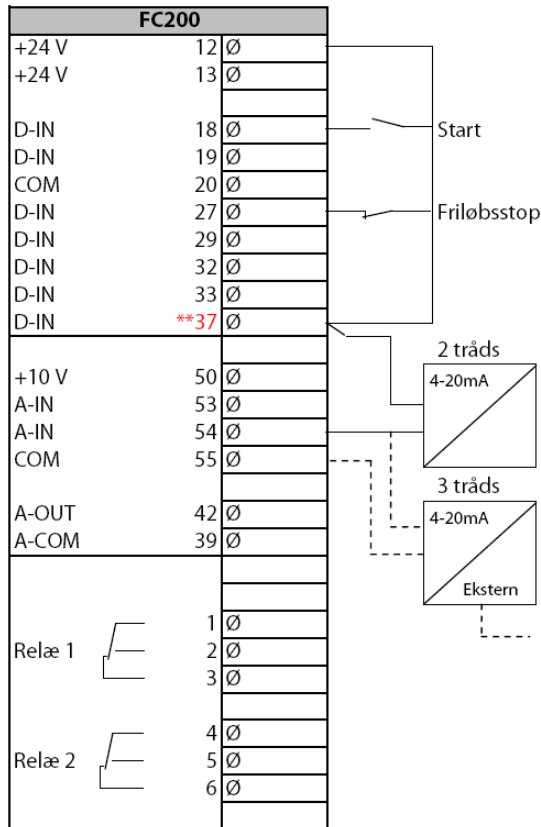 FC200
+24 V 12 Ø
+24 V 13 Ø
D-IN 18 Ø Start
D-IN 19 Ø
COM 20 Ø
D-IN 27 Ø Friløbsstop
D-IN 29 Ø
D-IN 32 Ø
D-IN 33 Ø
D-IN **37 Ø
2 tråds
+10 V 50 Ø 4-20mA
A-IN 53 Ø
A-IN 54 Ø
COM 55 Ø
3 tråds
A-OUT 42 Ø 4-20mA
A-COM 39 Ø
Ekstern
1 Ø
Relæ 1 2 Ø
3 Ø
4 Ø
Relæ 2 5 Ø
6 Ø